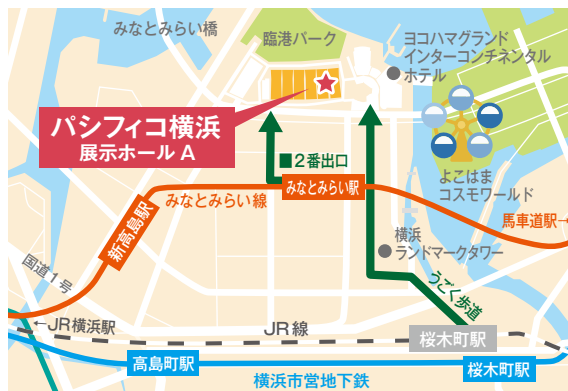 みなとみらい橋
臨港パーク
ヨコハマグランド
インターコンチネンタル
ホテル
パシフィコ横浜
展示ホール A
■2番出口
みなとみらい駅
みなとみらい線
よこはま
コスモワールド
馬車道駅→
新高島駅
横浜
ランドマークタワー
国道1号
うごく歩道
←JR横浜駅
JR線
桜木町駅
高島町駅
桜木町駅
横浜市営地下鉄